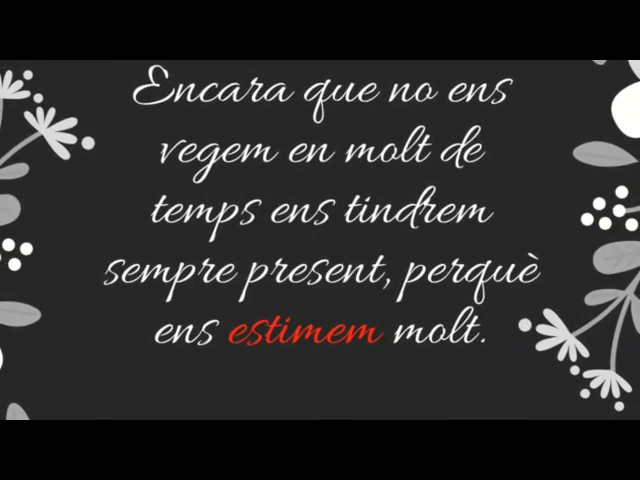 Encara que no ens
vegem en molt de
temps ens tindrem
sempre present, perquè
ens estimem molt.